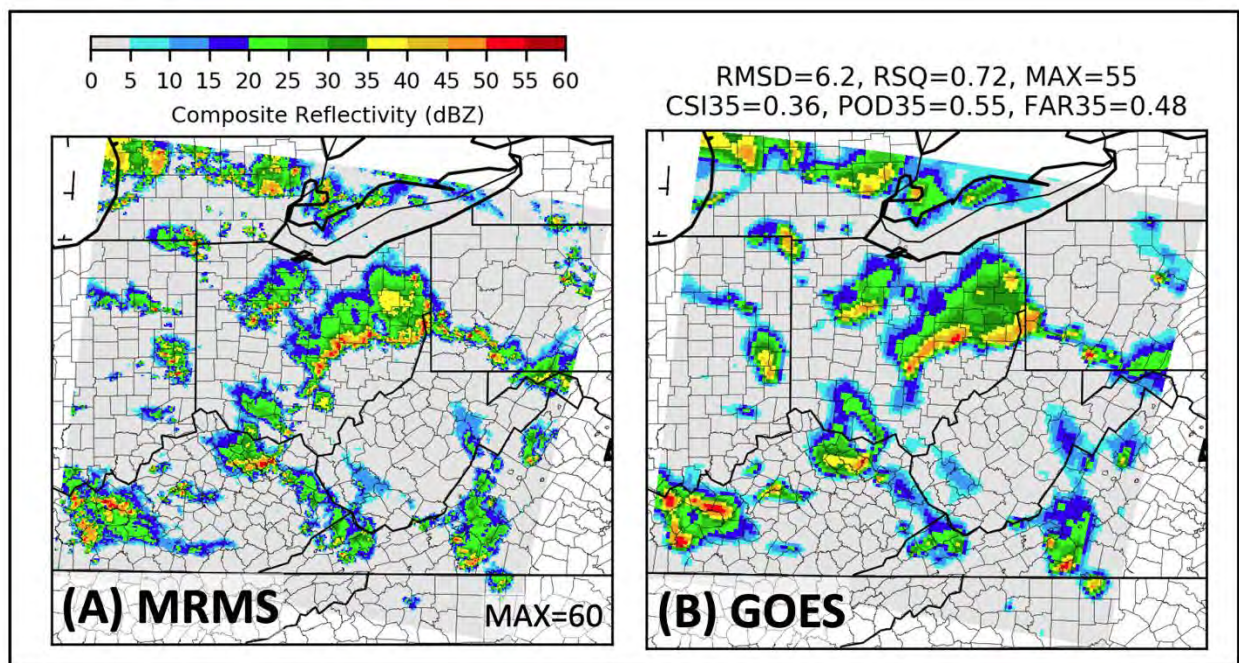 0 5 10 15 20 25 30 35 40 45 50 55 60
Composite Reflectivity (dBZ)
RMSD=6.2, RSQ=0.72, MAX=55
CSI35=0.36, POD35=0.55, FAR35=0.48
(A) MRMS
MAX=60
(B) GOES